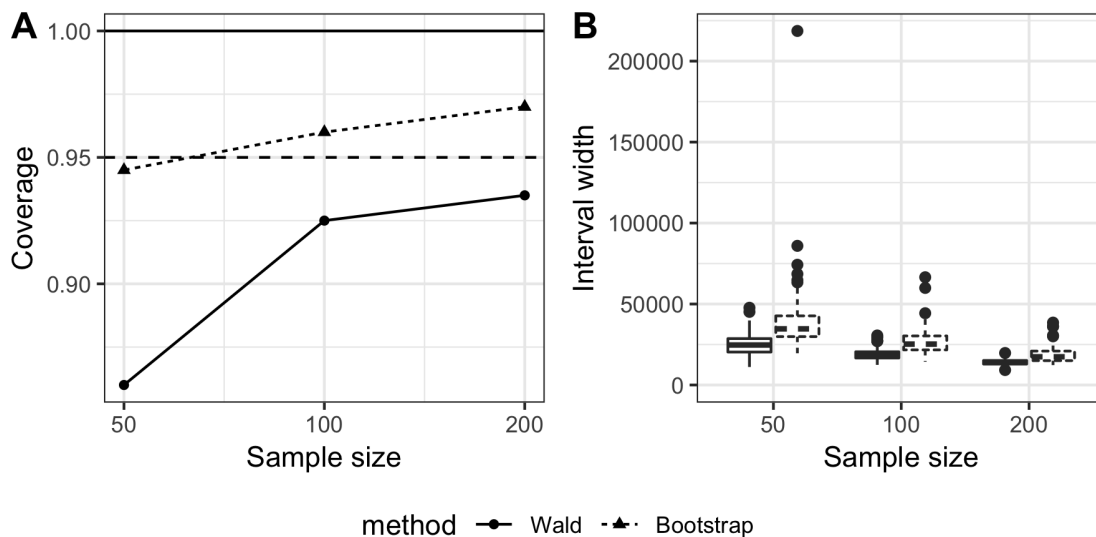 A
1.00
0.95
0.90
Coverage
50
100
200
Sample size
B
200000
150000
100000
50000
0
Interval width
50
100
200
Sample size
method Wald Bootstrap